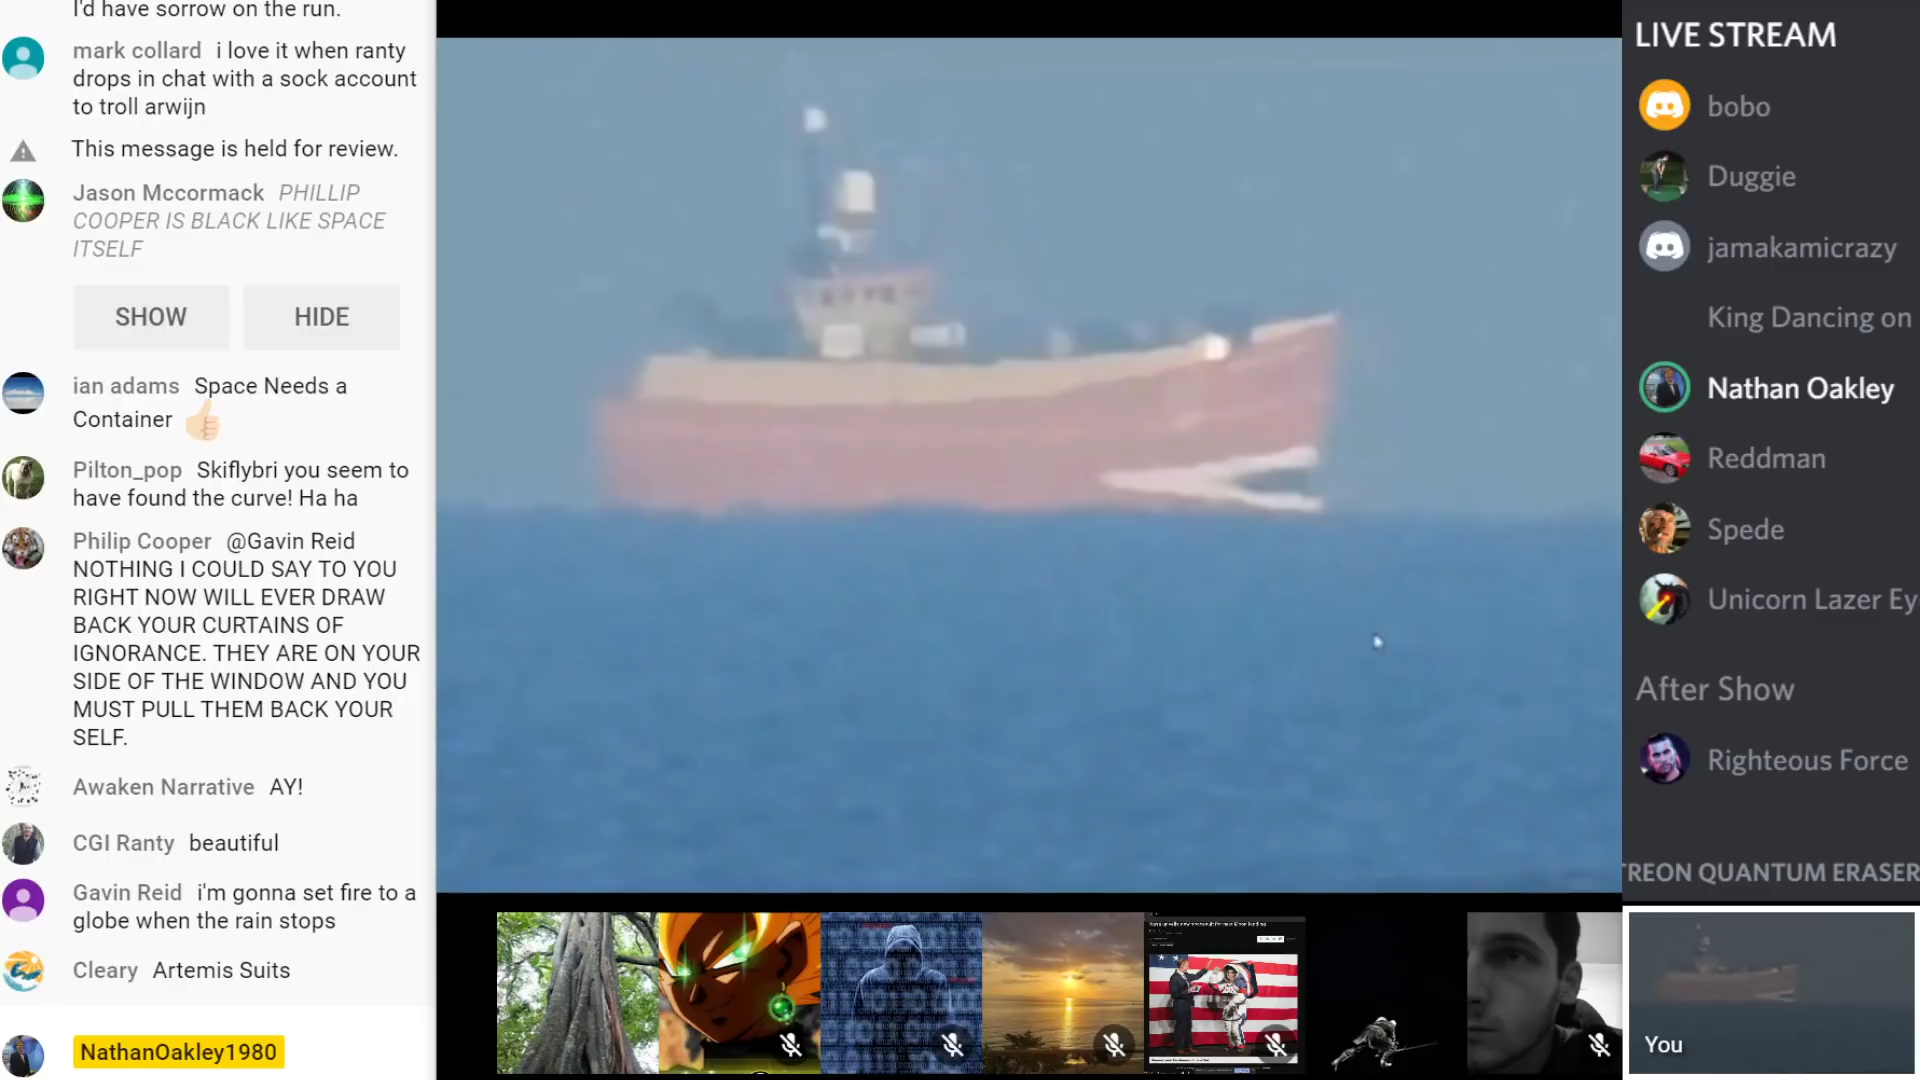 I'd have sorrow on the run.
mark collard i love it when ranty
drops in chat with a sock account
to troll arwijn
This message is held for review.
Jason Mccormack PHILLIP
COOPER IS BLACK LIKE SPACE
ITSELF
SHOW HIDE
ian adams Space Needs a
Container
Pilton_pop Skiflybri you seem to
have found the curve! Ha ha
Philip Cooper @Gavin Reid
NOTHING I COULD SAY TO YOU
RIGHT NOW WILL EVER DRAW
BACK YOUR CURTAINS OF
IGNORANCE. THEY ARE ON YOUR
SIDE OF THE WINDOW AND YOU
MUST PULL THEM BACK YOUR
SELF.
Awaken Narrative AY!
CGI Ranty beautiful
Gavin Reid i'm gonna set fire to a
globe when the rain stops
Cleary Artemis Suits
NathanOakley1980
LIVE STREAM
bobo
Duggie
jamakamicrazy
King Dancing on
Nathan Oakley
Reddman
Spede
Unicorn Lazer Ey
After Show
Righteous Force
TREON QUANTUM ERASER
You